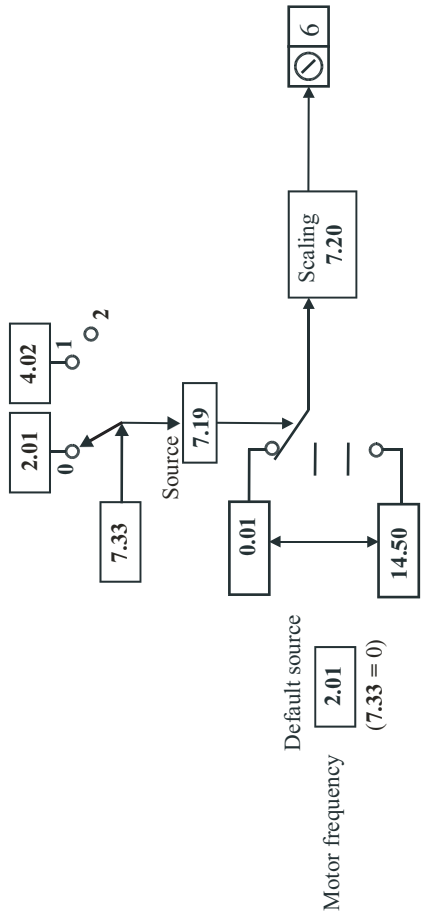 2.01
4.02
0
1
2
7.33
Source
7.19
0.01
14.50
Scaling
7.20
6
Default source
2.01
(7.33 = 0)
Motor frequency